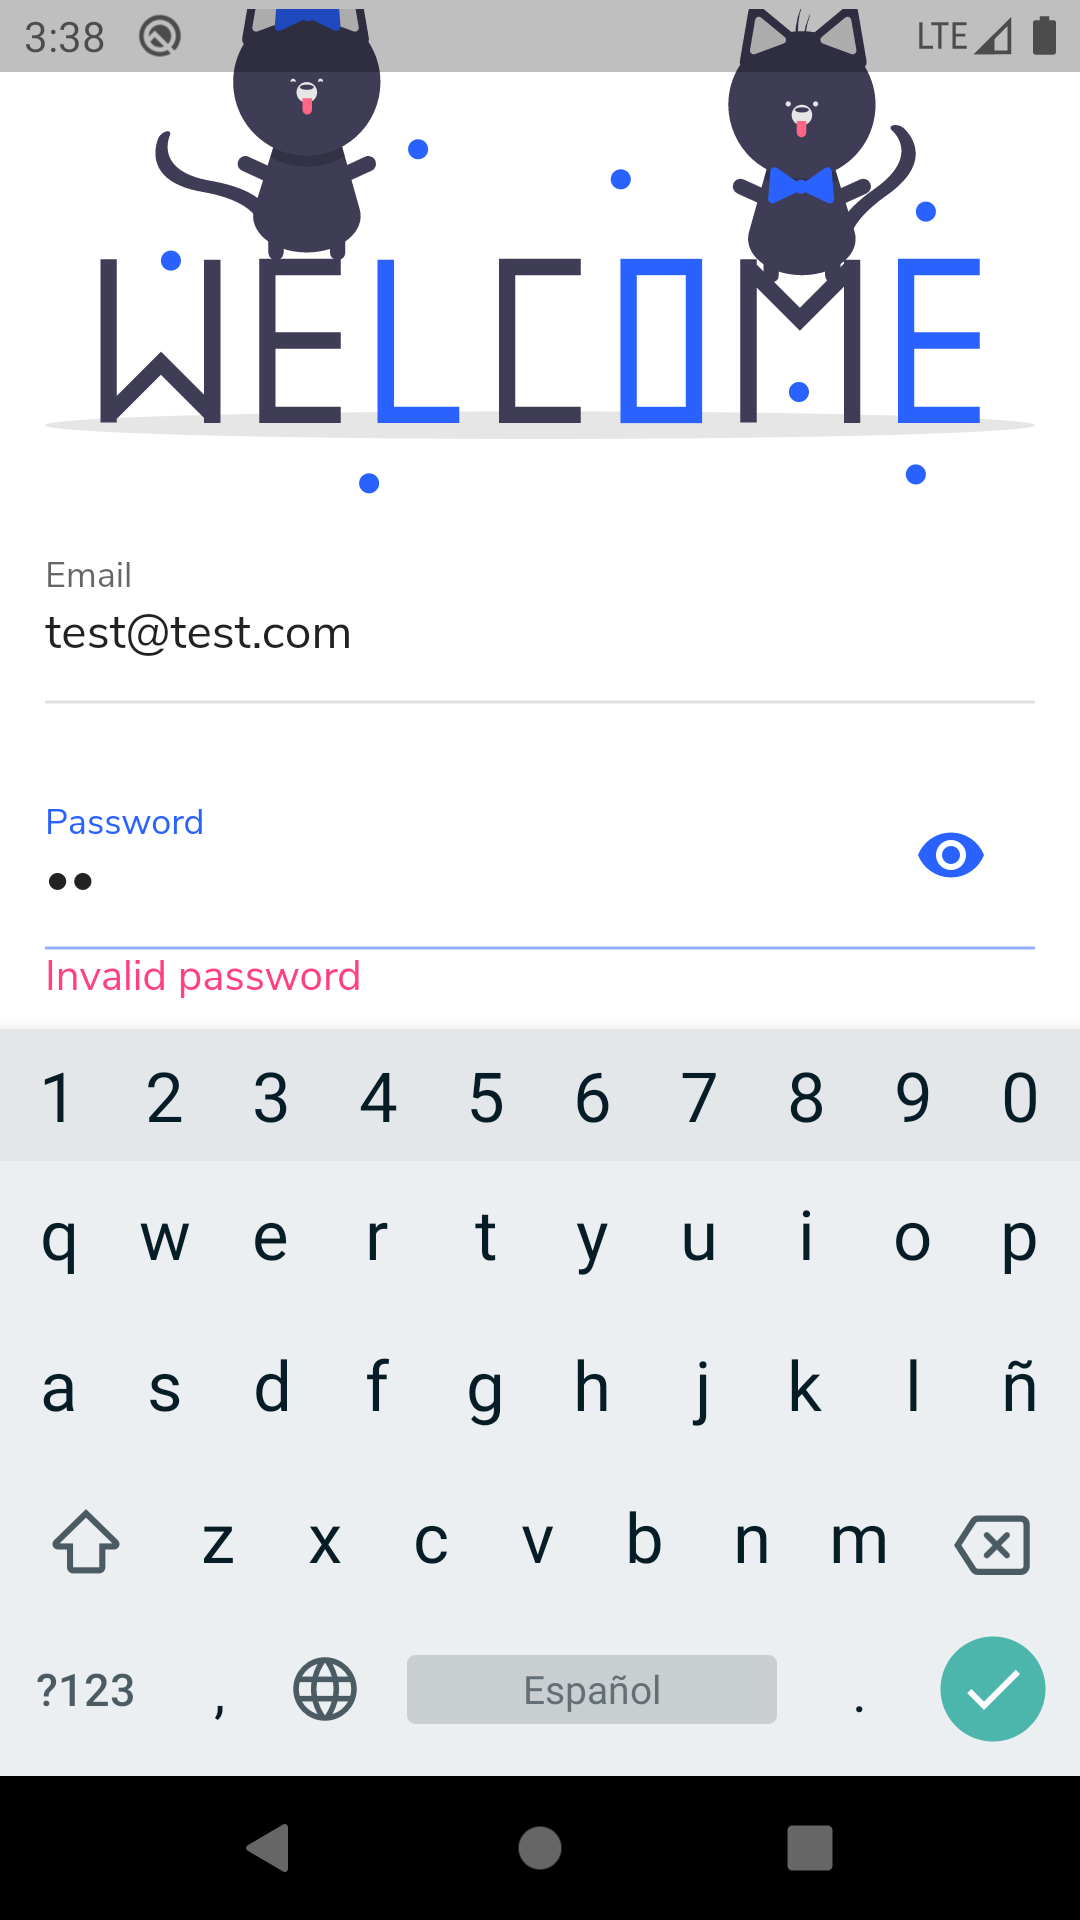 3:38 LTE
WELCOME
Email
test@test.com
Password
••
Invalid password
1 2 3 4 5 6 7 8 9 0
q w e r t y u i o p
a s d f g h j k l ñ
z x c v b n m
?123 , Español .